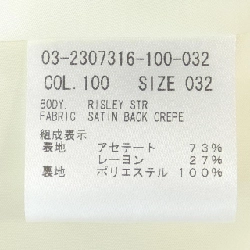 03-2307316-100-032
COL.100 SIZE 032
BODY. RISLEY STR
FABRIC SATIN BACK CREPE
組成表示
表地 アセテート 73%
レーヨン 27%
裏地 ポリエステル 100%